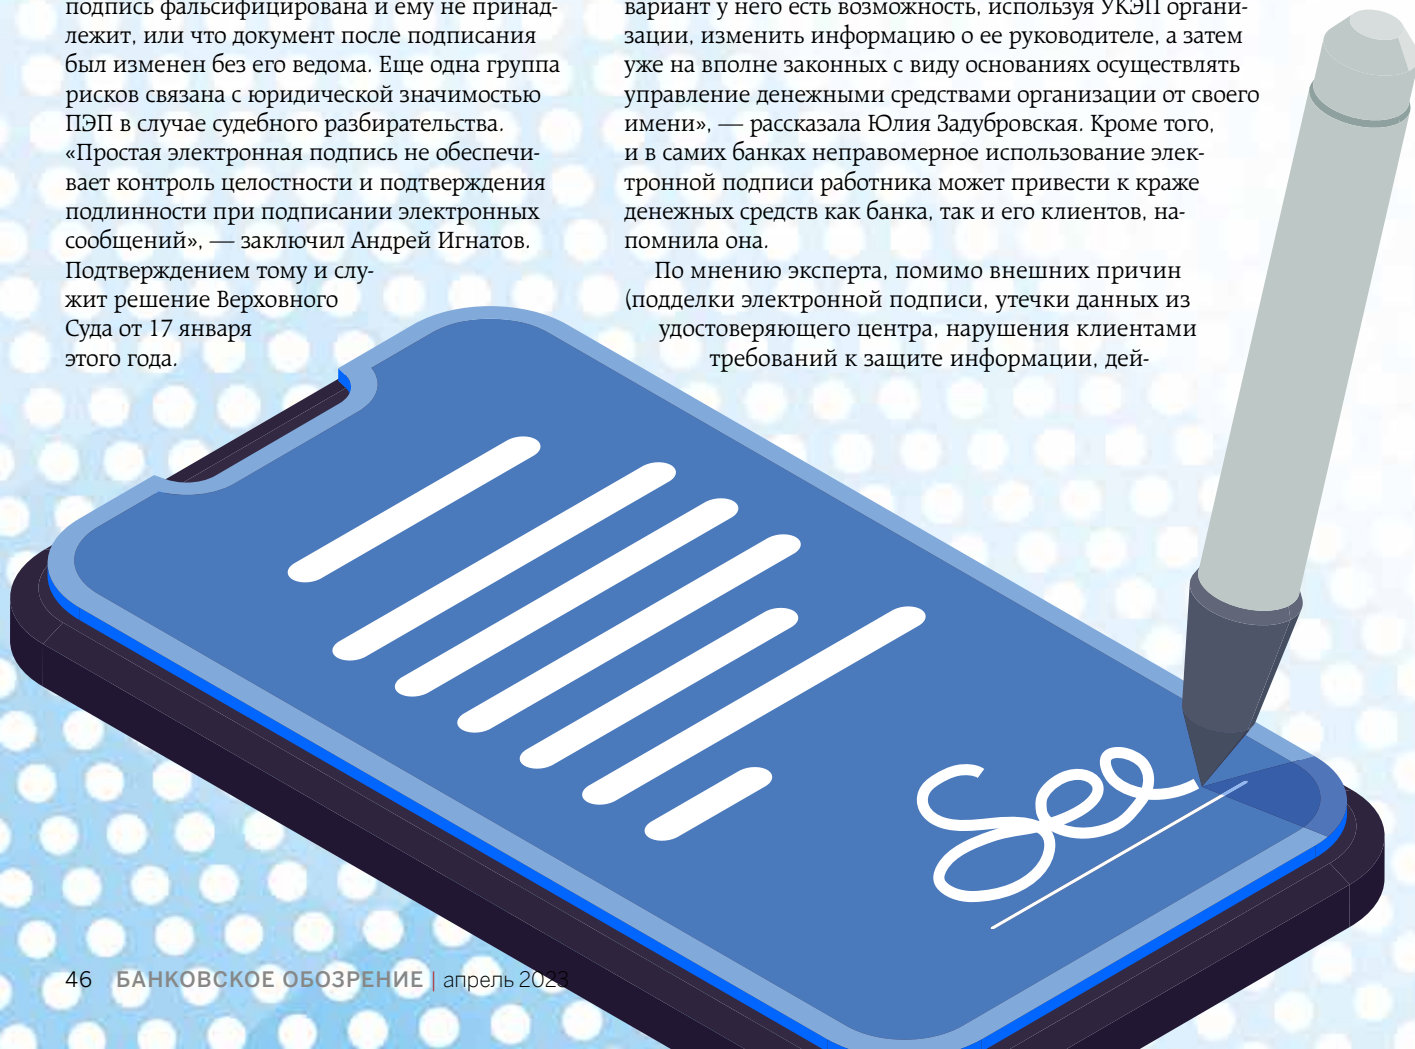 подпись фальсифицирована и ему не принад-
лежит, или что документ после подписания
был изменен без его ведома. Еще одна группа
рисков связана с юридической значимостью
ПЭП в случае судебного разбирательства.
«Простая электронная подпись не обеспечи-
вает контроль целостности и подтверждения
подлинности при подписании электронных
сообщений», — заключил Андрей Игнатов.
Подтверждением тому и слу-
жит решение Верховного
Суда от 17 января
этого года.
вариант у него есть возможность, используя УКЭП органи-
зации, изменить информацию о ее руководителе, а затем
уже на вполне законных с виду основаниях осуществлять
управление денежными средствами организации от своего
имени», — рассказала Юлия Задубровская. Кроме того,
и в самих банках неправомерное использование элек-
тронной подписи работника может привести к краже
денежных средств как банка, так и его клиентов, на-
помнила она.
По мнению эксперта, помимо внешних причин
(подделки электронной подписи, утечки данных из
удостоверяющего центра, нарушения клиентами
требований к защите информации, дей-
46 БАНКОВСКОЕ ОБОЗРЕНИЕ | апрель 2023